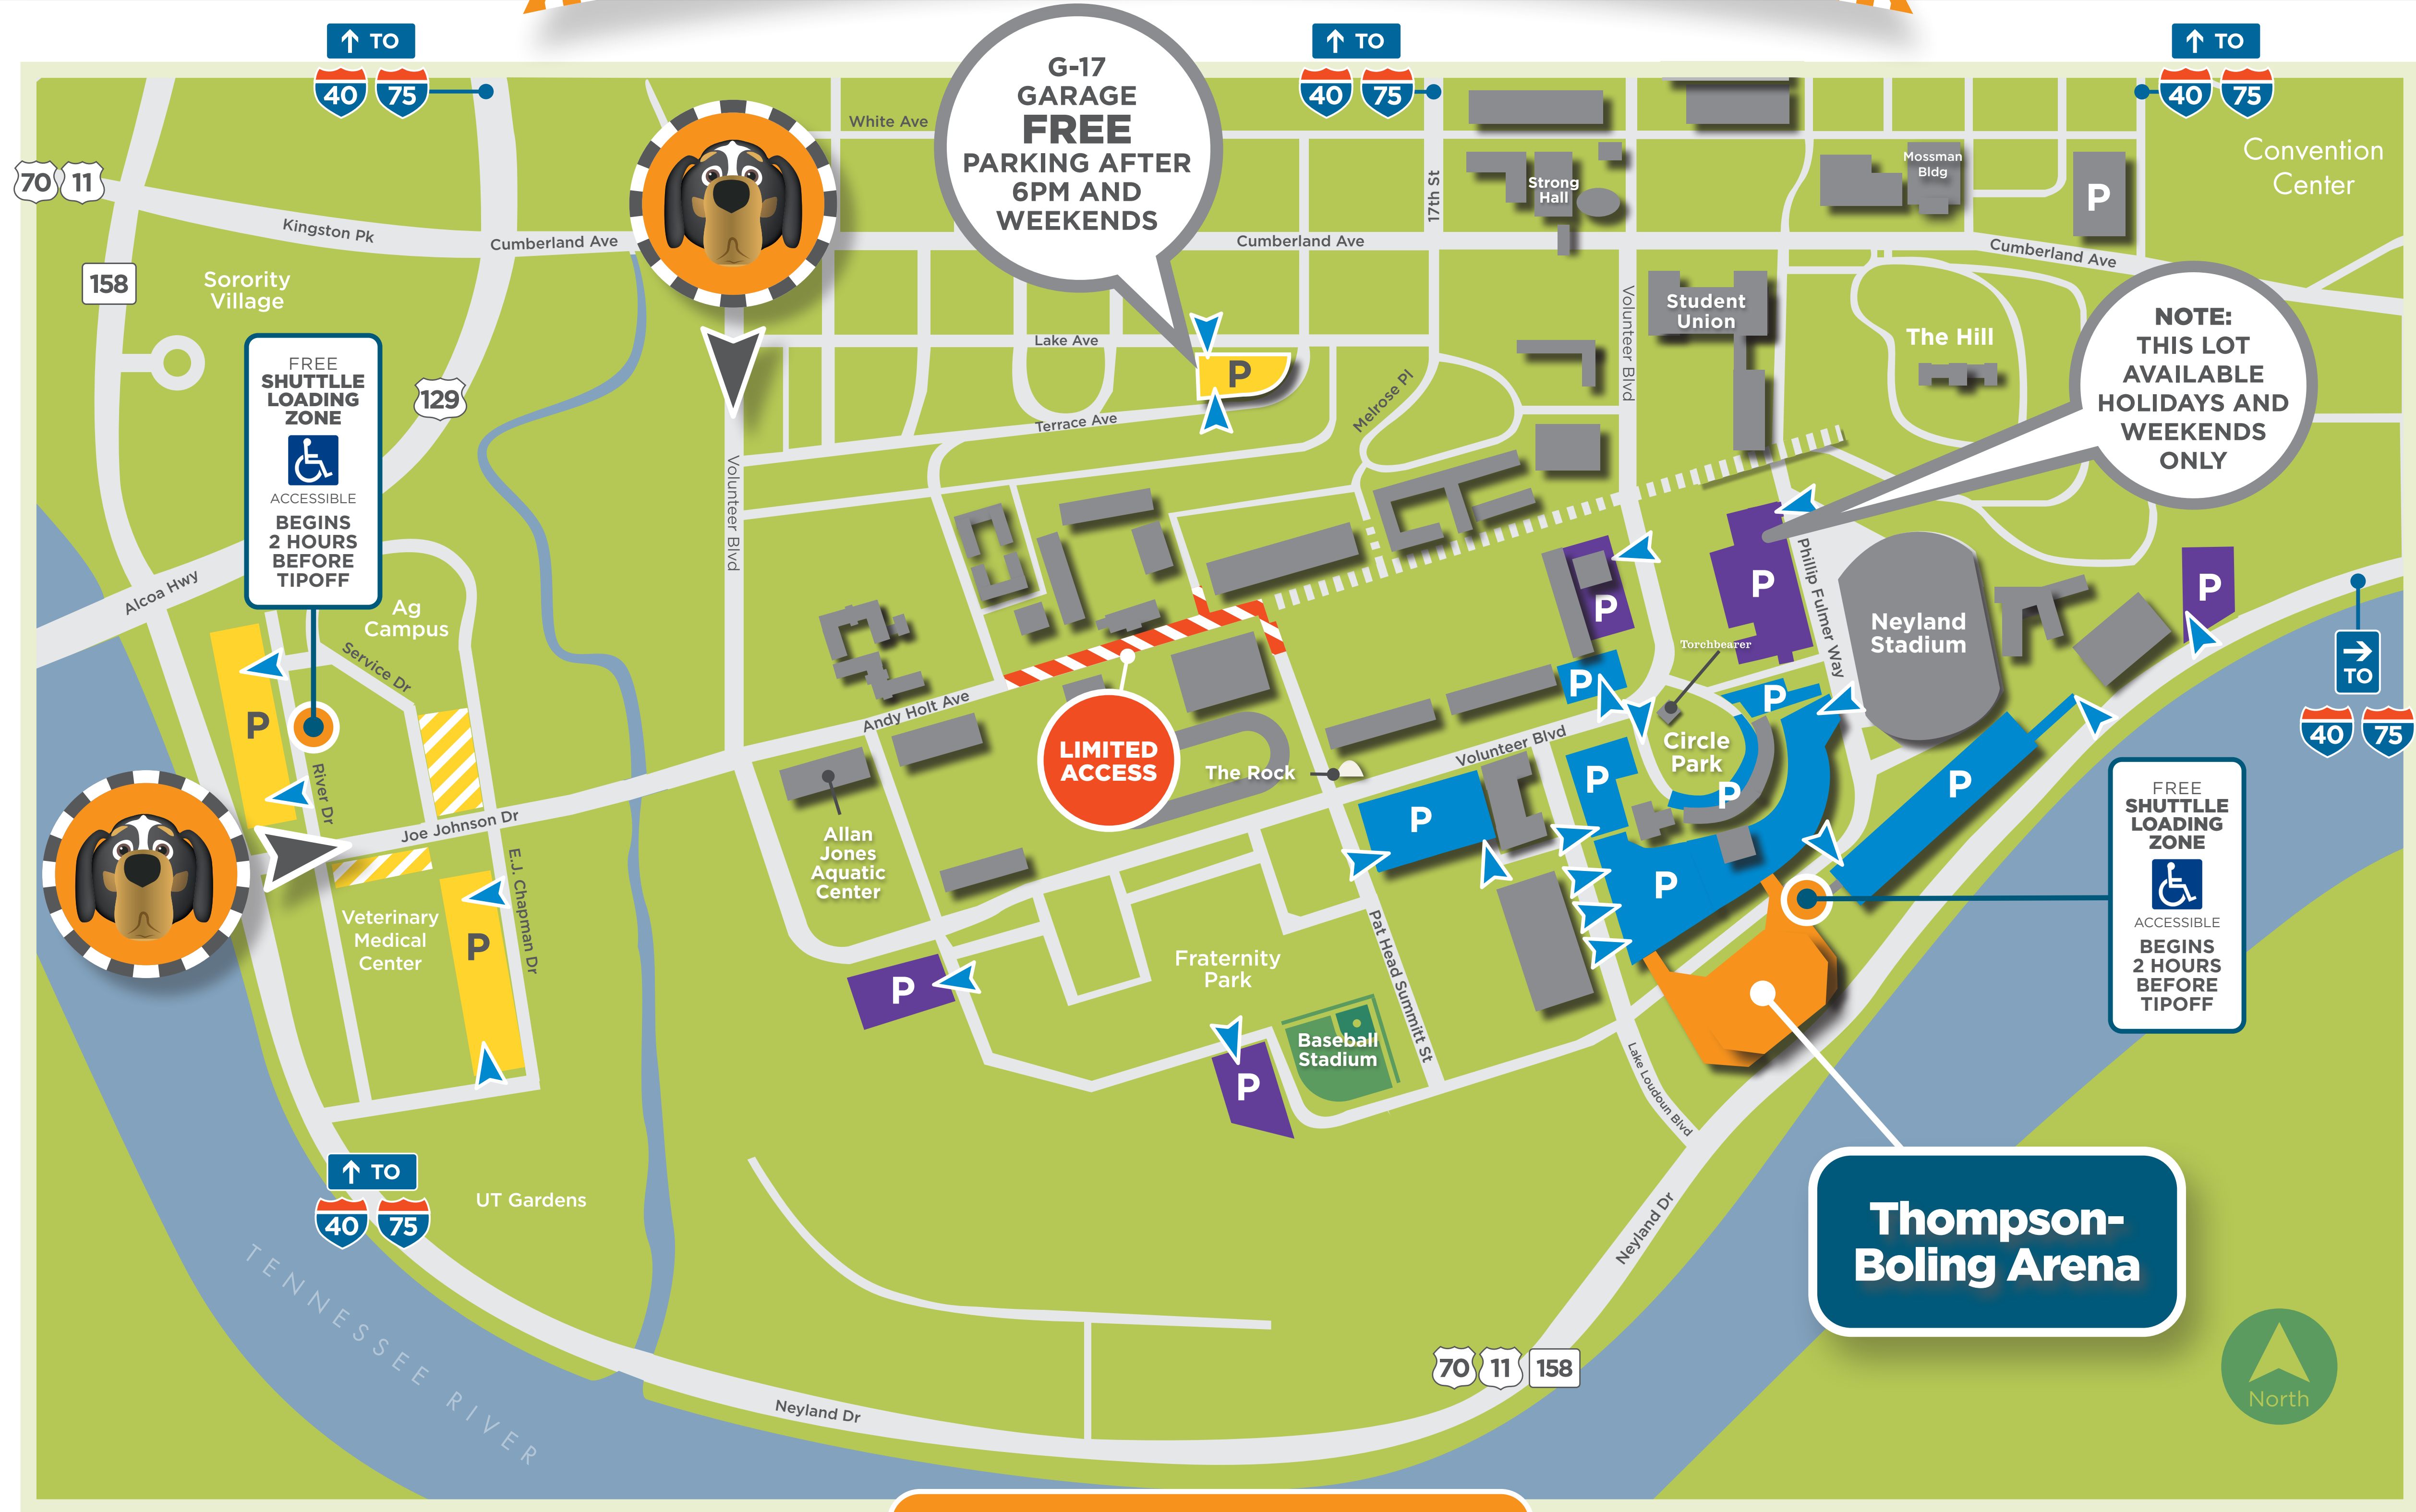 TO
40 75
TO
40 75
TO
40 75
G-17
GARAGE
FREE
PARKING AFTER
6PM AND
WEEKENDS
White Ave
17th St
Strong
Hall
Mossman
Bldg
P
Convention
Center
70 11
Kingston Pk
Cumberland Ave
Cumberland Ave
Cumberland Ave
158
Sorority
Village
129
Lake Ave
P
Terrace Ave
Melrose Pl
Volunteer Blvd
Student
Union
The Hill
NOTE:
THIS LOT
AVAILABLE
HOLIDAYS AND
WEEKENDS
ONLY
FREE
SHUTTLLE
LOADING
ZONE
ACCESSIBLE
BEGINS
2 HOURS
BEFORE
TIPOFF
Volunteer Blvd
Alcoa Hwy
Ag
Campus
Service Dr
P
River Dr
Joe Johnson Dr
E.J. Chapman Dr
Veterinary
Medical
Center
P
Andy Holt Ave
LIMITED
ACCESS
The Rock
Allan
Jones
Aquatic
Center
P
P
Phillip Fulmer Way
Neyland
Stadium
P
TO
40 75
Torchbearer
P
P
Circle
Park
Volunteer Blvd
P
P
P
P
P
FREE
SHUTTLLE
LOADING
ZONE
ACCESSIBLE
BEGINS
2 HOURS
BEFORE
TIPOFF
P
Fraternity
Park
Pat Head Summitt St
Baseball
Stadium
P
Lake Loudoun Blvd
Thompson-
Boling Arena
TO
40 75
UT Gardens
TENNESSEE RIVER
Neyland Dr
Neyland Dr
70 11 158
North